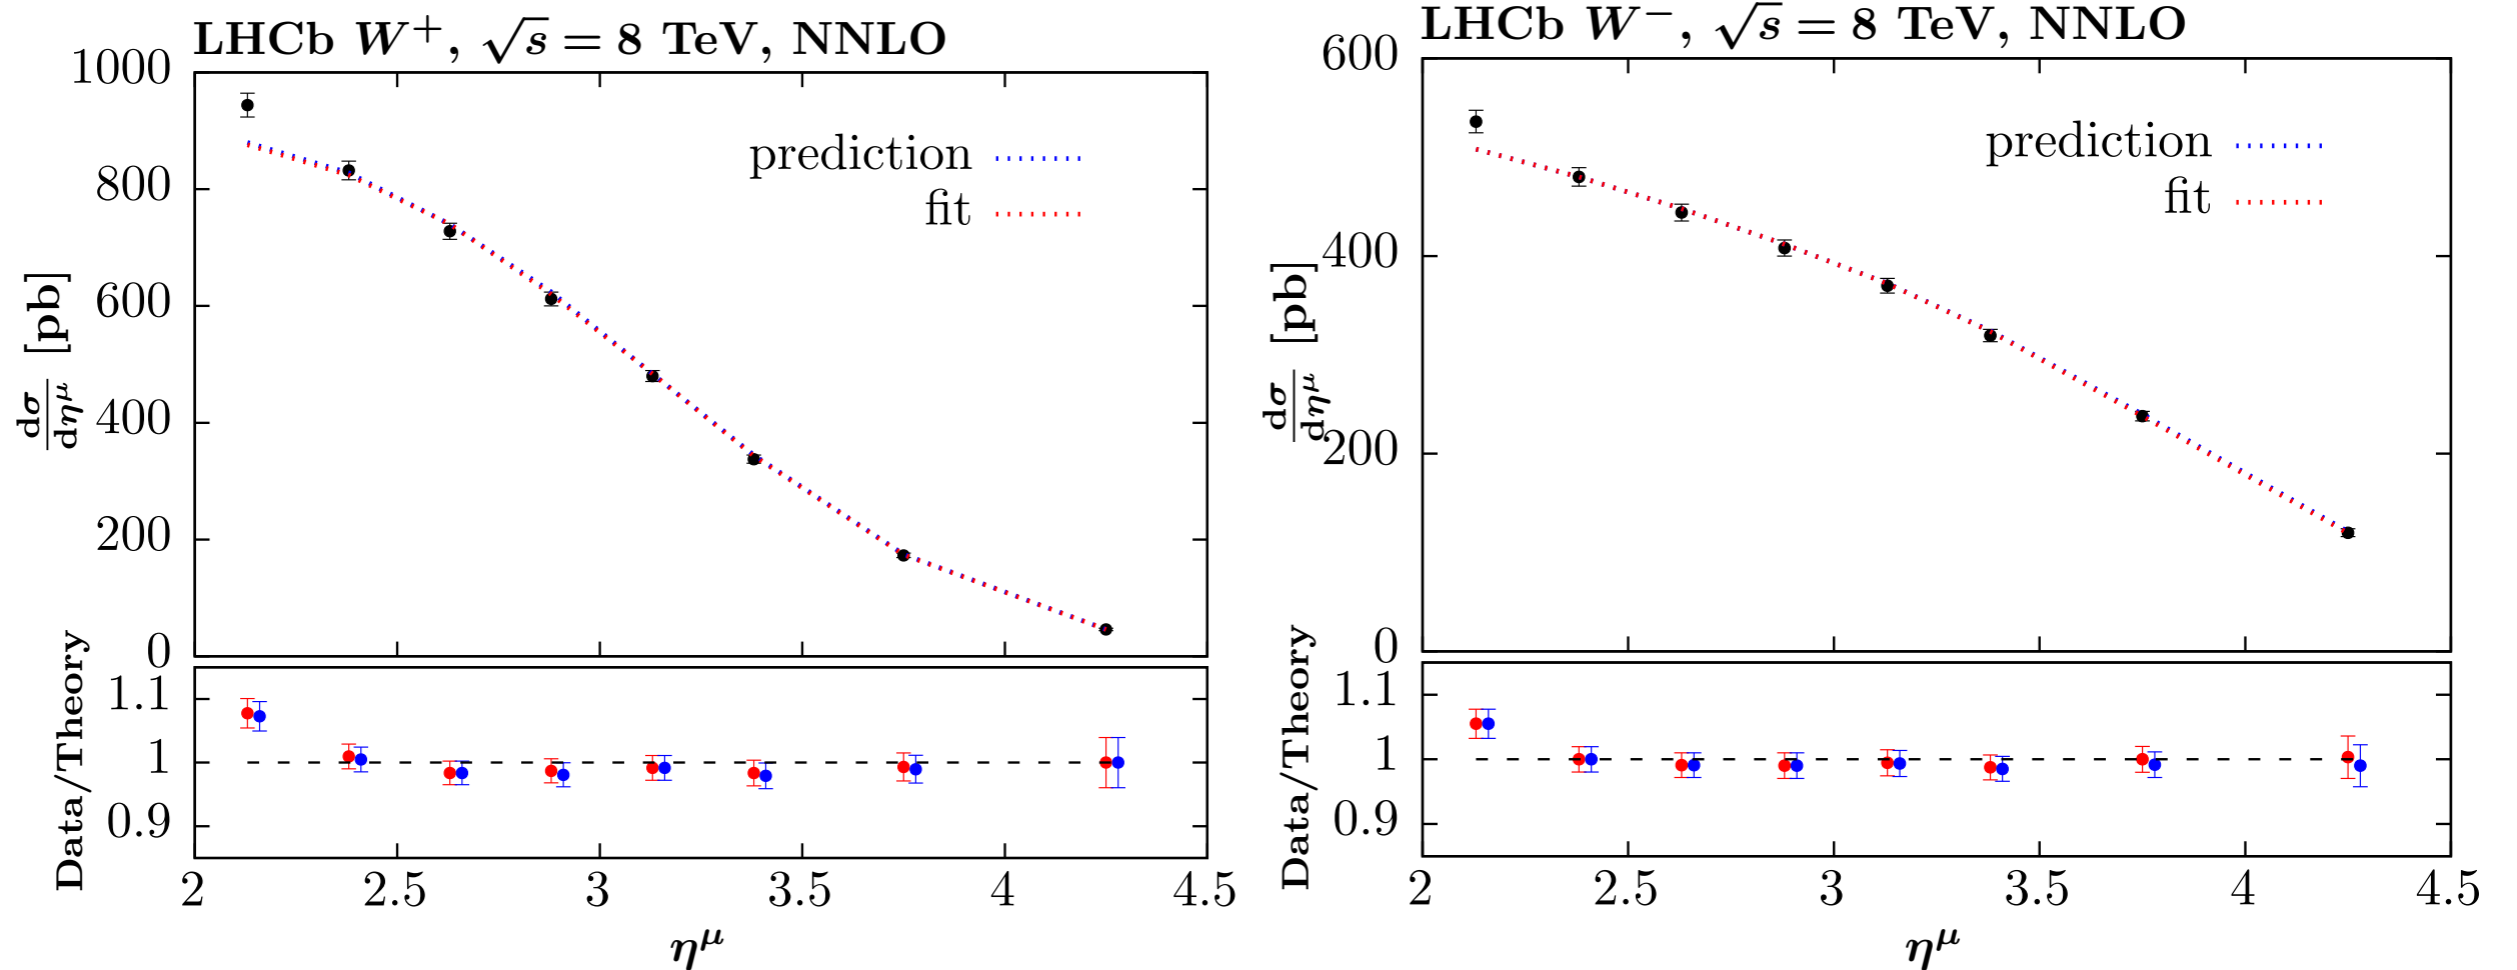 LHCb W⁺, √s = 8 TeV, NNLO
1000
800
600
400
200
0
dσ/dη^μ [pb]
prediction
fit
Data/Theory
1.1
1
0.9
2 2.5 3 3.5 4 4.5
η^μ
LHCb W⁻, √s = 8 TeV, NNLO
600
400
200
0
dσ/dη^μ [pb]
prediction
fit
Data/Theory
1.1
1
0.9
2 2.5 3 3.5 4 4.5
η^μ